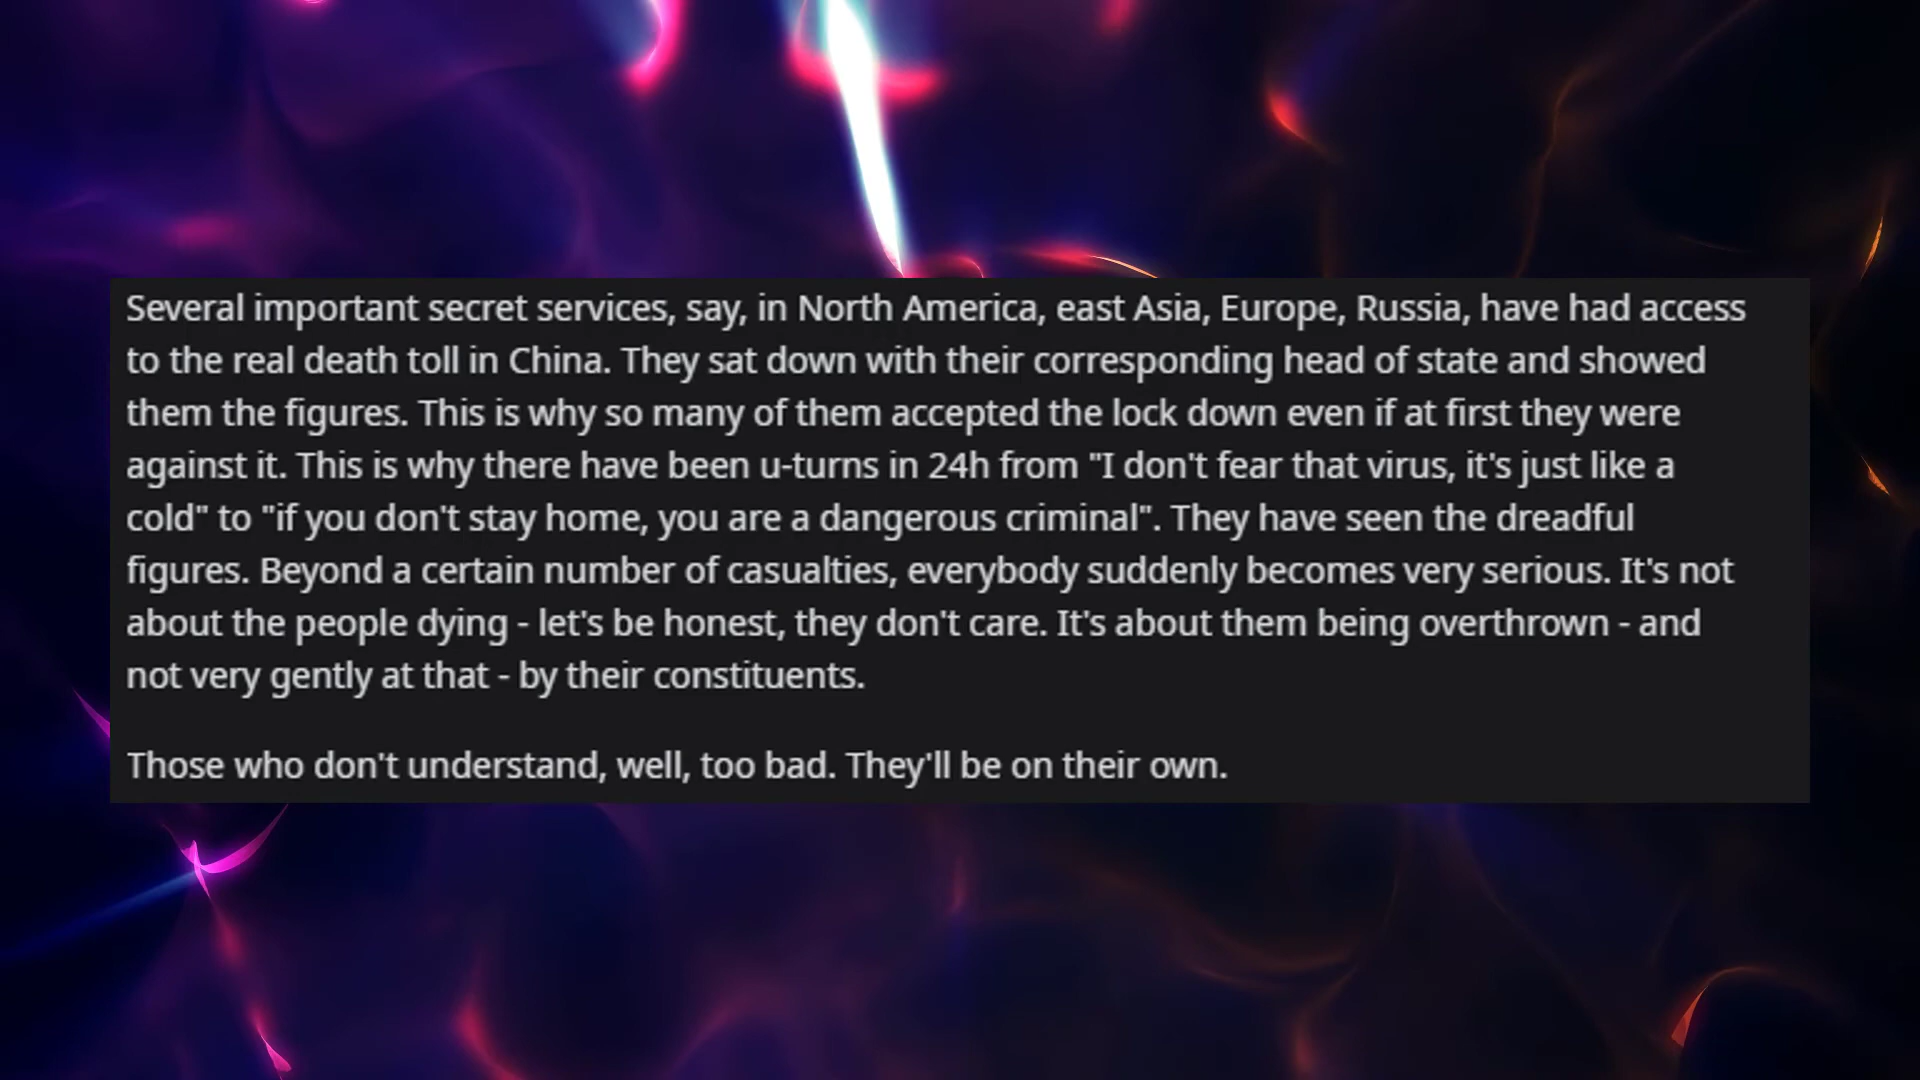 Several important secret services, say, in North America, east Asia, Europe, Russia, have had access
to the real death toll in China. They sat down with their corresponding head of state and showed
them the figures. This is why so many of them accepted the lock down even if at first they were
against it. This is why there have been u-turns in 24h from "I don't fear that virus, it's just like a
cold" to "if you don't stay home, you are a dangerous criminal". They have seen the dreadful
figures. Beyond a certain number of casualties, everybody suddenly becomes very serious. It's not
about the people dying - let's be honest, they don't care. It's about them being overthrown - and
not very gently at that - by their constituents.
Those who don't understand, well, too bad. They'll be on their own.